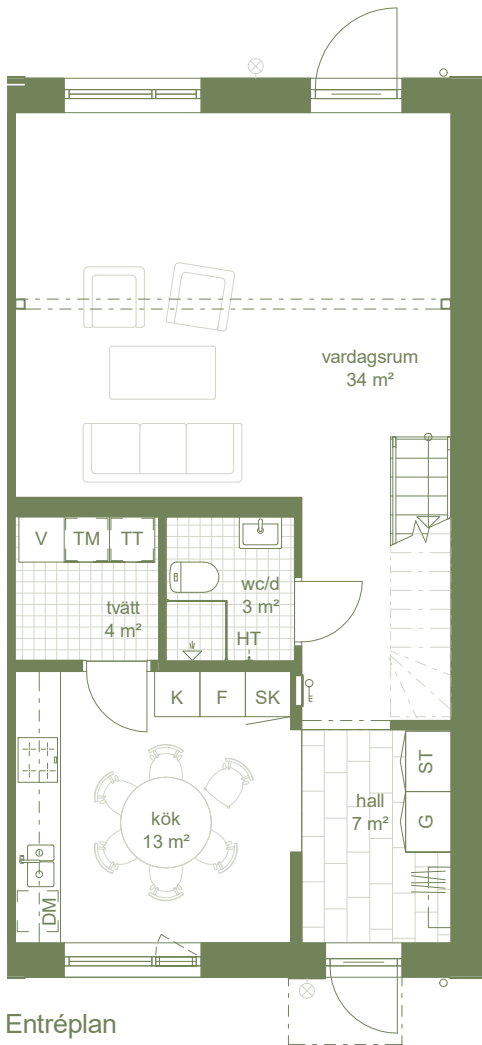 vardagsrum
34 m²
V
TM
TT
wc/d
3 m²
tvätt
4 m²
HT
K
F
SK
E
ST
hall
7 m²
G
kök
13 m²
DM
Entréplan